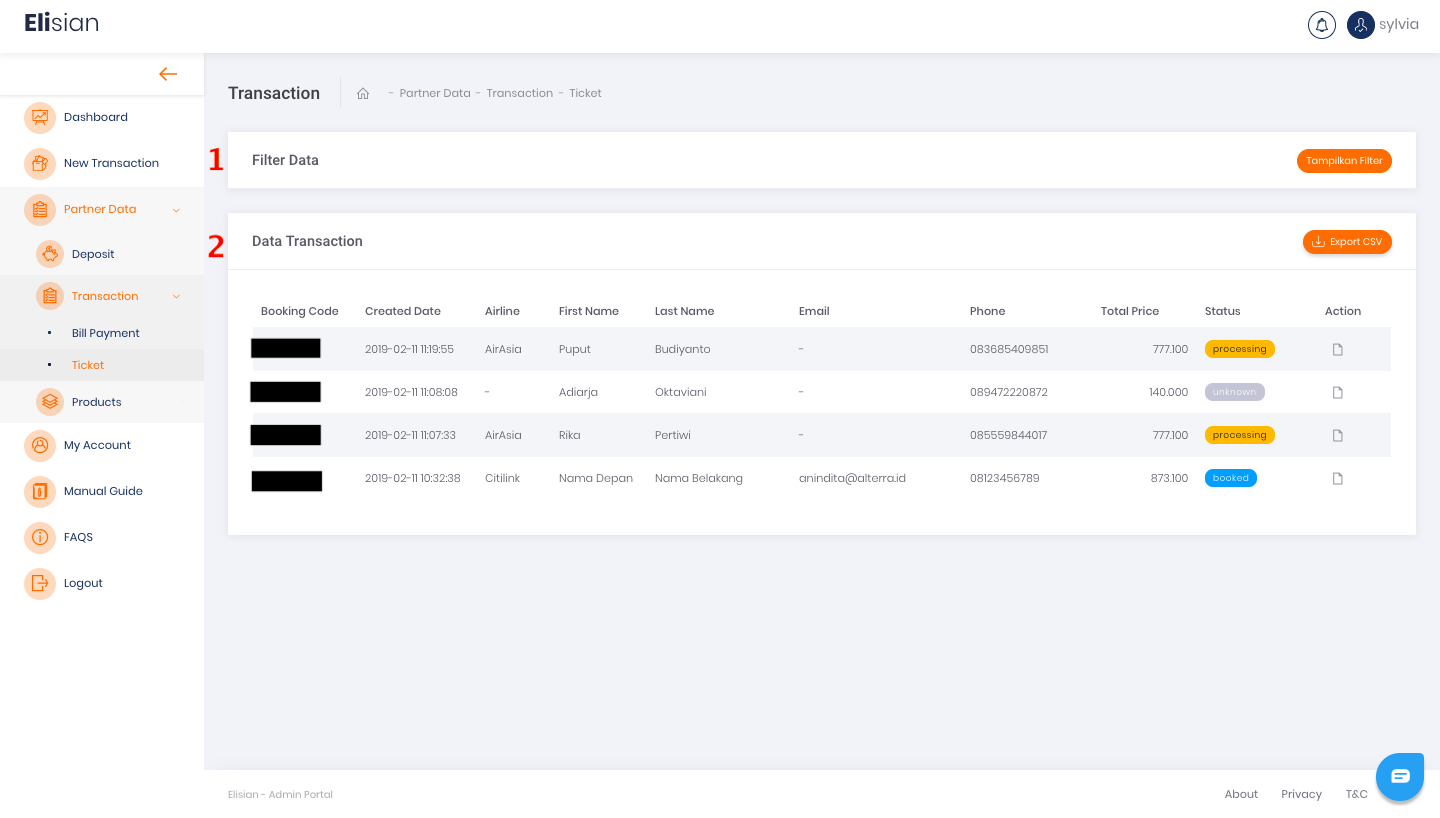 Elisian
sylvia
Dashboard
New Transaction
Partner Data
Deposit
Transaction
Bill Payment
Ticket
Products
My Account
Manual Guide
FAQS
Logout
Transaction - Partner Data - Transaction - Ticket
1 Filter Data Tampilkan Filter
2 Data Transaction Export CSV
Booking Code Created Date Airline First Name Last Name Email Phone Total Price Status Action
2019-02-11 11:19:55 AirAsia Puput Budiyanto - 083685409851 777.100 processing
2019-02-11 11:08:08 - Adiarja Oktaviani - 089472220872 140.000 unknown
2019-02-11 11:07:33 AirAsia Rika Pertiwi - 085559844017 777.100 processing
2019-02-11 10:32:38 Citilink Nama Depan Nama Belakang anindita@alterra.id 08123456789 873.100 booked
Elisian - Admin Portal About Privacy T&C